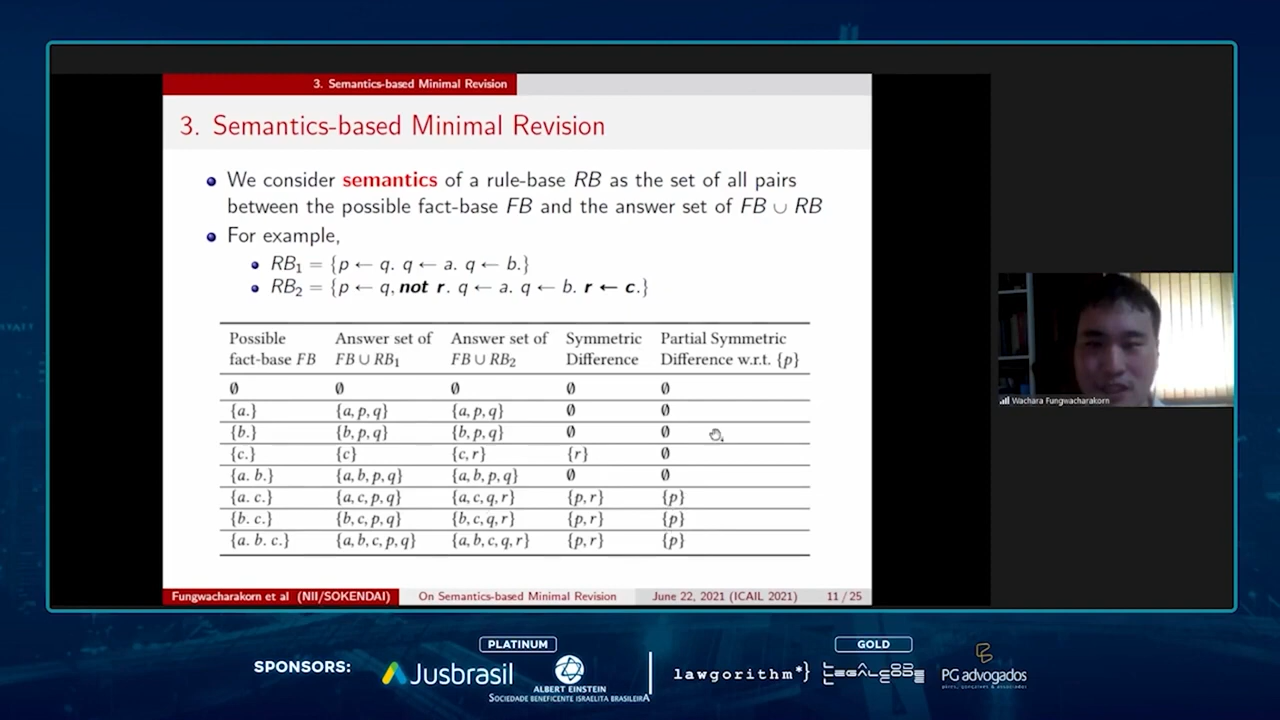 3. Semantics-based Minimal Revision
3. Semantics-based Minimal Revision
We consider semantics of a rule-base RB as the set of all pairs
between the possible fact-base FB and the answer set of FB ∪ RB
For example,
RB₁ = {p ← q. q ← a. q ← b.}
RB₂ = {p ← q, not r. q ← a. q ← b. r ← c.}
Possible fact-base FB | Answer set of FB ∪ RB₁ | Answer set of FB ∪ RB₂ | Symmetric Difference | Partial Symmetric Difference w.r.t. {p}
∅ ∅ ∅ ∅ ∅
{a.} {a, p, q} {a, p, q} ∅ ∅
{b.} {b, p, q} {b, p, q} ∅ ∅
{c.} {c} {c, r} {r} ∅
{a. b.} {a, b, p, q} {a, b, p, q} ∅ ∅
{a. c.} {a, c, p, q} {a, c, q, r} {p, r} {p}
{b. c.} {b, c, p, q} {b, c, q, r} {p, r} {p}
{a. b. c.} {a, b, c, p, q} {a, b, c, q, r} {p, r} {p}
Fungwacharakorn et al (NII/SOKENDAI) On Semantics-based Minimal Revision June 22, 2021 (ICAIL 2021) 11 / 25
Wachara Fungwacharakorn
PLATINUM
GOLD
SPONSORS:
Jusbrasil
ALBERT EINSTEIN
SOCIEDADE BENEFICENTE ISRAELITA BRASILEIRA
lawgorithm*}
LEGALCODE
PG advogados